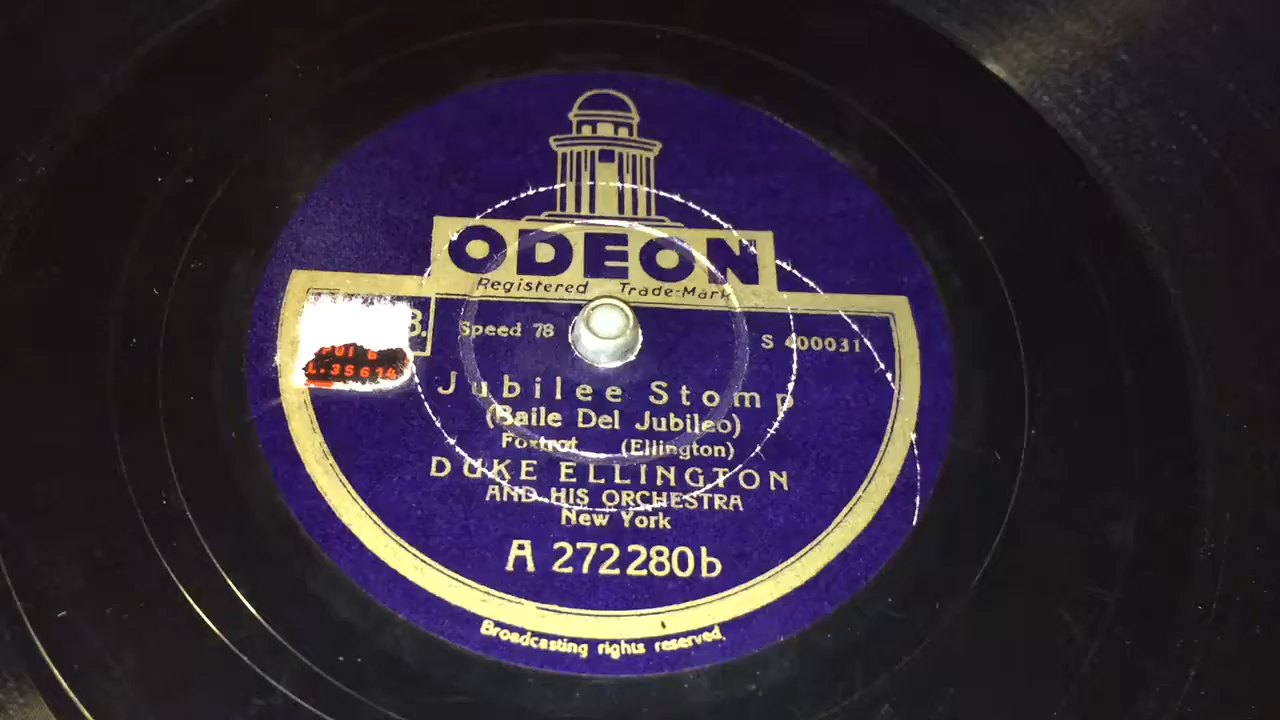 ODEON
Registered Trade-Mark
B.
Speed 78
S 400031
L.35614
Jubilee Stomp
(Baile Del Jubileo)
Foxtrot (Ellington)
DUKE ELLINGTON
AND HIS ORCHESTRA
New York
A 272280b
Broadcasting rights reserved.